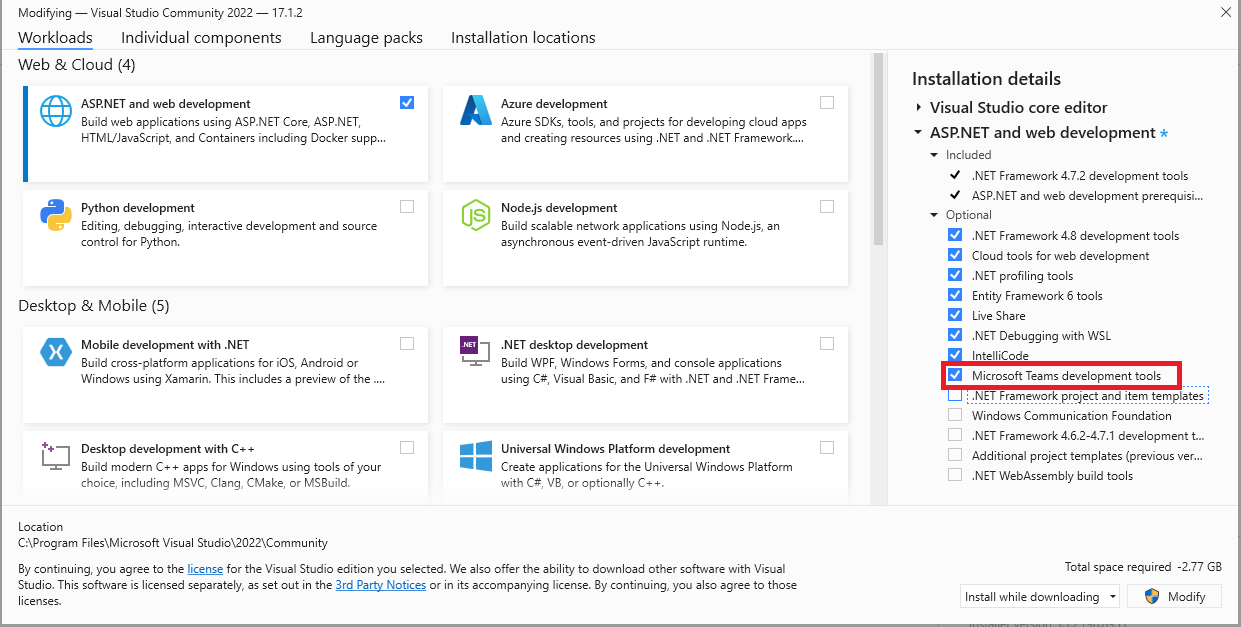 Modifying — Visual Studio Community 2022 — 17.1.2
Workloads
Individual components
Language packs
Installation locations
Web & Cloud (4)
ASP.NET and web development
Build web applications using ASP.NET Core, ASP.NET,
HTML/JavaScript, and Containers including Docker supp...
Azure development
Azure SDKs, tools, and projects for developing cloud apps
and creating resources using .NET and .NET Framework....
Python development
Editing, debugging, interactive development and source
control for Python.
Node.js development
Build scalable network applications using Node.js, an
asynchronous event-driven JavaScript runtime.
Desktop & Mobile (5)
Mobile development with .NET
Build cross-platform applications for iOS, Android or
Windows using Xamarin. This includes a preview of the ....
.NET
.NET desktop development
Build WPF, Windows Forms, and console applications
using C#, Visual Basic, and F# with .NET and .NET Frame...
Desktop development with C++
Build modern C++ apps for Windows using tools of your
choice, including MSVC, Clang, CMake, or MSBuild.
Universal Windows Platform development
Create applications for the Universal Windows Platform
with C#, VB, or optionally C++.
Installation details
Visual Studio core editor
ASP.NET and web development *
Included
.NET Framework 4.7.2 development tools
ASP.NET and web development prerequisi...
Optional
.NET Framework 4.8 development tools
Cloud tools for web development
.NET profiling tools
Entity Framework 6 tools
Live Share
.NET Debugging with WSL
IntelliCode
Microsoft Teams development tools
.NET Framework project and item templates
Windows Communication Foundation
.NET Framework 4.6.2-4.7.1 development t...
Additional project templates (previous ver...
.NET WebAssembly build tools
Location
C:\Program Files\Microsoft Visual Studio\2022\Community
By continuing, you agree to the license for the Visual Studio edition you selected. We also offer the ability to download other software with Visual
Studio. This software is licensed separately, as set out in the 3rd Party Notices or in its accompanying license. By continuing, you also agree to those
licenses.
Total space required -2.77 GB
Install while downloading
Modify